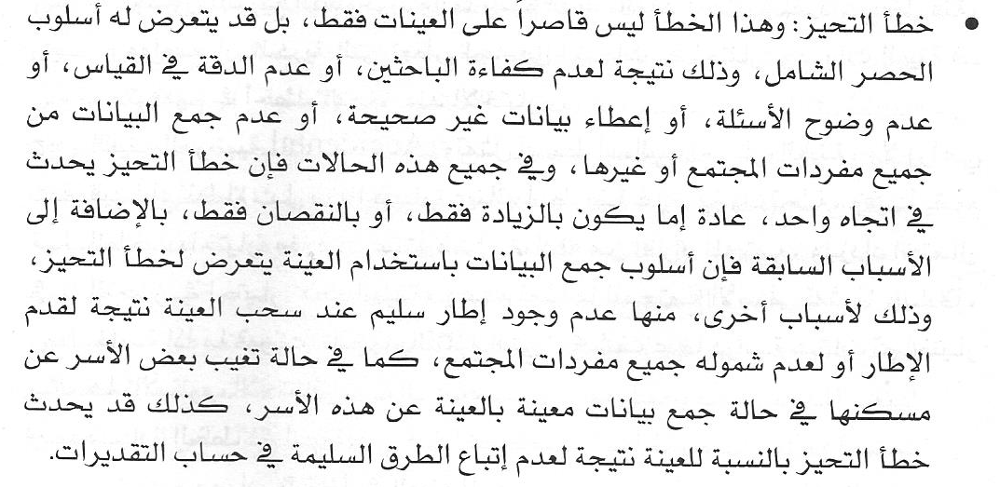 • خطأ التحيز: وهذا الخطأ ليس قاصراً على العينات فقط، بل قد يتعرض له أسلوب
الحصر الشامل، وذلك نتيجة لعدم كفاءة الباحثين، أو عدم الدقة في القياس، أو
عدم وضوح الأسئلة، أو إعطاء بيانات غير صحيحة، أو عدم جمع البيانات من
جميع مفردات المجتمع أو غيرها، وفي جميع هذه الحالات فإن خطأ التحيز يحدث
في اتجاه واحد، عادة إما يكون بالزيادة فقط، أو بالنقصان فقط، بالإضافة إلى
الأسباب السابقة فإن أسلوب جمع البيانات باستخدام العينة يتعرض لخطأ التحيز،
وذلك لأسباب أخرى، منها عدم وجود إطار سليم عند سحب العينة نتيجة لقدم
الإطار أو لعدم شموله جميع مفردات المجتمع، كما في حالة تغيب بعض الأسر عن
مسكنها في حالة جمع بيانات معينة بالعينة عن هذه الأسر، كذلك قد يحدث
خطأ التحيز بالنسبة للعينة نتيجة لعدم إتباع الطرق السليمة في حساب التقديرات.